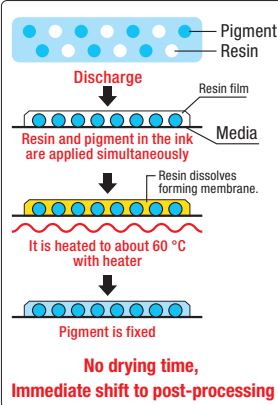 Pigment
Resin
Discharge
Resin film
Media
Resin and pigment in the ink
are applied simultaneously
Resin dissolves
forming membrane.
It is heated to about 60 °C
with heater
Pigment is fixed
No drying time,
Immediate shift to post-processing